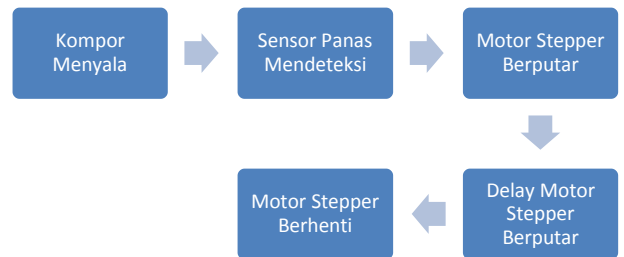 Kompor
Menyala
Sensor Panas
Mendeteksi
Motor Stepper
Berputar
Delay Motor
Stepper
Berputar
Motor Stepper
Berhenti